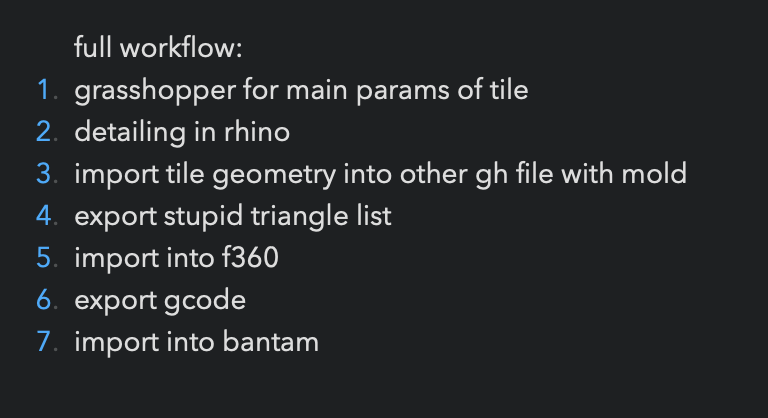 full workflow:
1. grasshopper for main params of tile
2. detailing in rhino
3. import tile geometry into other gh file with mold
4. export stupid triangle list
5. import into f360
6. export gcode
7. import into bantam